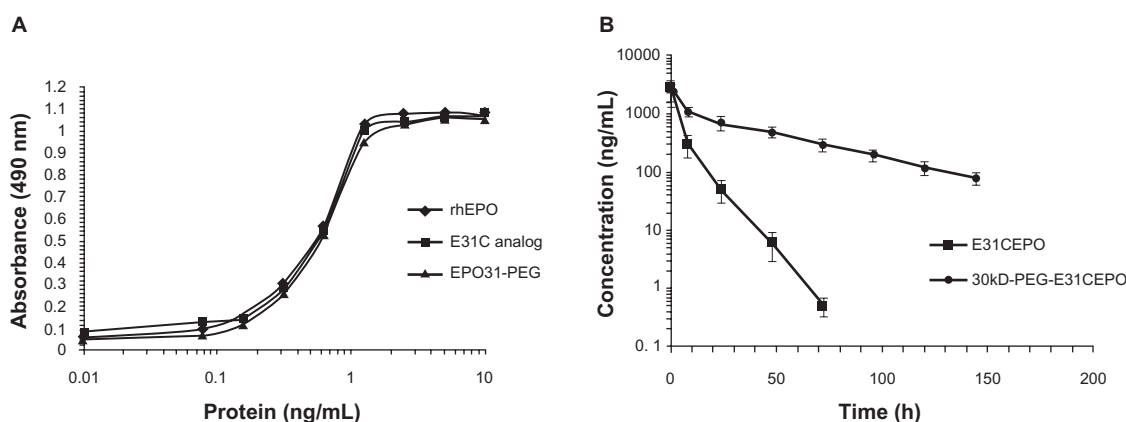 A
Absorbance (490 nm)
1.2
1.1
1
0.9
0.8
0.7
0.6
0.5
0.4
0.3
0.2
0.1
0
0.01
0.1
1
10
Protein (ng/mL)
rhEPO
E31C analog
EPO31-PEG
B
Concentration (ng/mL)
10000
1000
100
10
1
0. 1
0
50
100
150
200
Time (h)
E31CEPO
30kD-PEG-E31CEPO